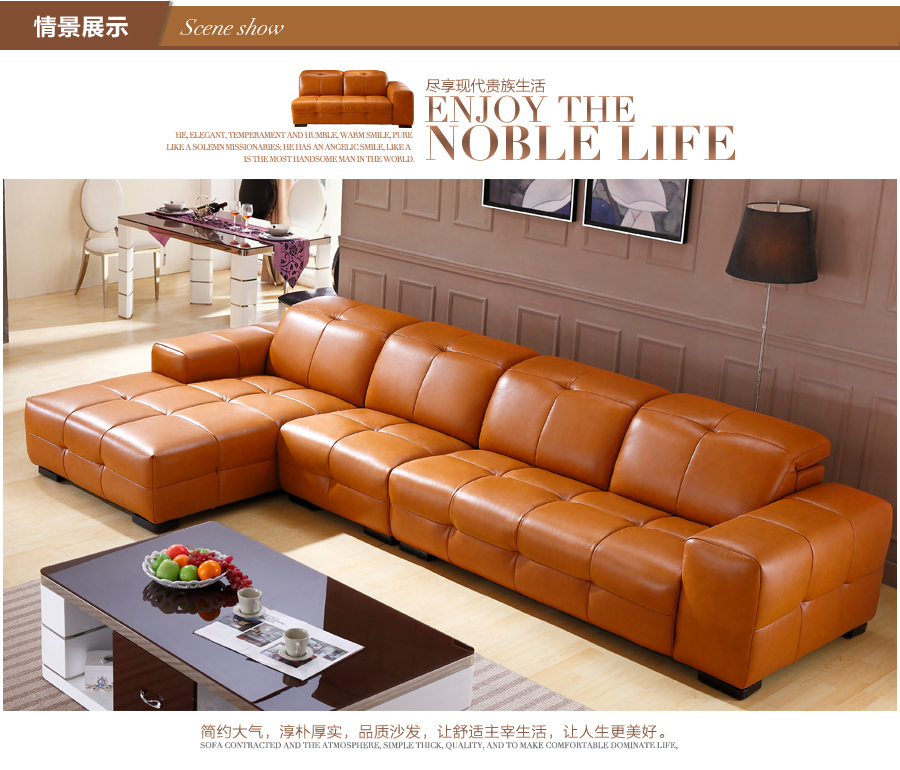 情景展示
Scene show
尽享现代贵族生活
ENJOY THE
NOBLE LIFE
HE, ELEGANT, TEMPERAMENT AND HUMBLE, WARM SMILE, PURE
LIKE A SOLEMN MISSIONARIES; HE HAS AN ANGELIC SMILE, LIKE A
IS THE MOST HANDSOME MAN IN THE WORLD.
简约大气，淳朴厚实，品质沙发，让舒适主宰生活，让人生更美好。
SOFA CONTRACTED AND THE ATMOSPHERE, SIMPLE THICK, QUALITY, AND TO MAKE COMFORTABLE DOMINATE LIFE,